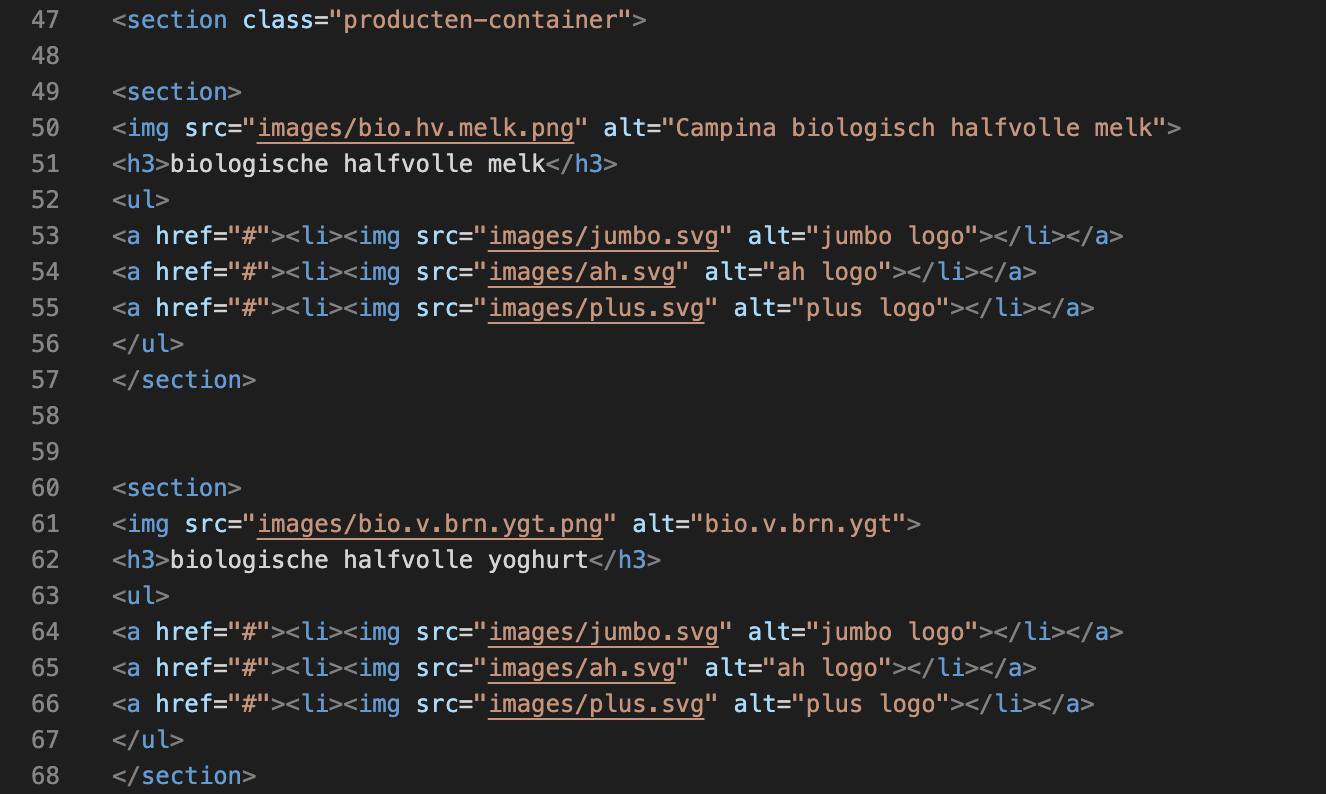 47 <section class="producten-container">
48
49 <section>
50 <img src="images/bio.hv.melk.png" alt="Campina biologisch halfvolle melk">
51 <h3>biologische halfvolle melk</h3>
52 <ul>
53 <a href="#"><li><img src="images/jumbo.svg" alt="jumbo logo"></li></a>
54 <a href="#"><li><img src="images/ah.svg" alt="ah logo"></li></a>
55 <a href="#"><li><img src="images/plus.svg" alt="plus logo"></li></a>
56 </ul>
57 </section>
58
59
60 <section>
61 <img src="images/bio.v.brn.ygt.png" alt="bio.v.brn.ygt">
62 <h3>biologische halfvolle yoghurt</h3>
63 <ul>
64 <a href="#"><li><img src="images/jumbo.svg" alt="jumbo logo"></li></a>
65 <a href="#"><li><img src="images/ah.svg" alt="ah logo"></li></a>
66 <a href="#"><li><img src="images/plus.svg" alt="plus logo"></li></a>
67 </ul>
68 </section>